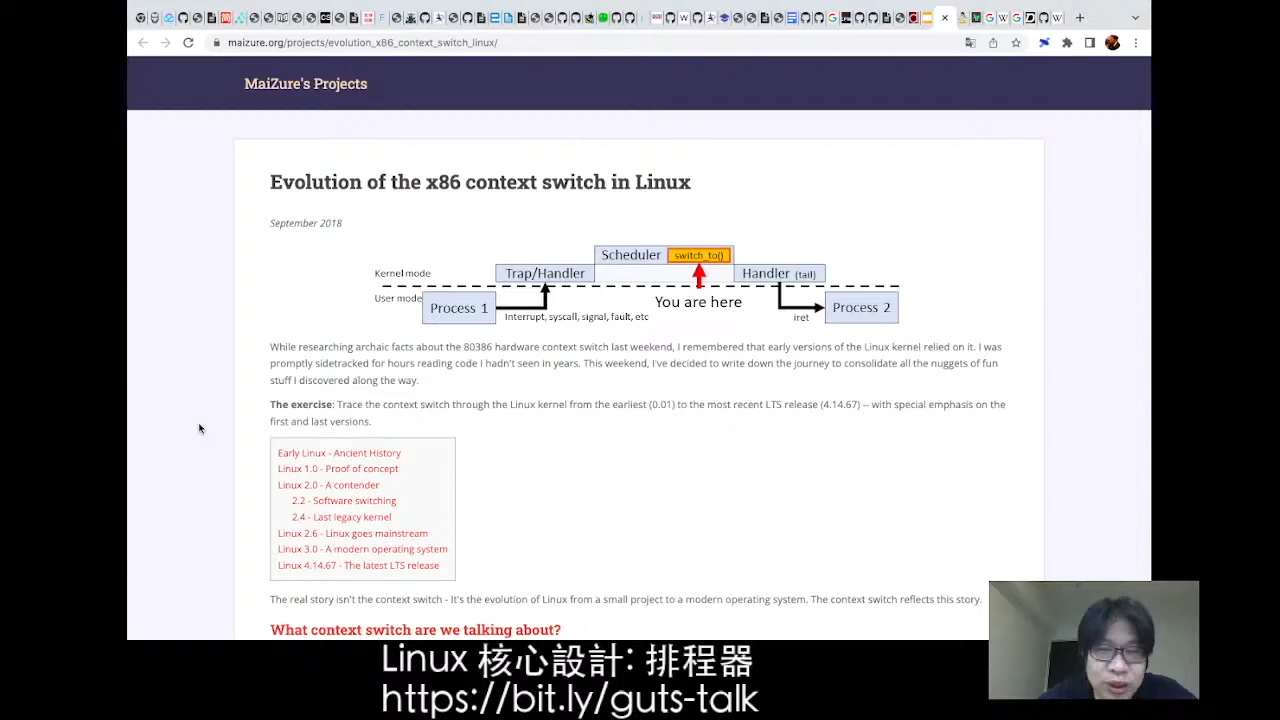 maizure.org/projects/evolution_x86_context_switch_linux/
MaiZure's Projects
Evolution of the x86 context switch in Linux
September 2018
Scheduler
switch_to()
Kernel mode
Trap/Handler
Handler (tail)
User mode
Process 1
Interrupt, syscall, signal, fault, etc
You are here
iret
Process 2
While researching archaic facts about the 80386 hardware context switch last weekend, I remembered that early versions of the Linux kernel relied on it. I was
promptly sidetracked for hours reading code I hadn't seen in years. This weekend, I've decided to write down the journey to consolidate all the nuggets of fun
stuff I discovered along the way.
The exercise: Trace the context switch through the Linux kernel from the earliest (0.01) to the most recent LTS release (4.14.67) -- with special emphasis on the
first and last versions.
Early Linux - Ancient History
Linux 1.0 - Proof of concept
Linux 2.0 - A contender
2.2 - Software switching
2.4 - Last legacy kernel
Linux 2.6 - Linux goes mainstream
Linux 3.0 - A modern operating system
Linux 4.14.67 - The latest LTS release
The real story isn't the context switch - It's the evolution of Linux from a small project to a modern operating system. The context switch reflects this story.
What context switch are we talking about?
Linux 核心設計: 排程器
https://bit.ly/guts-talk